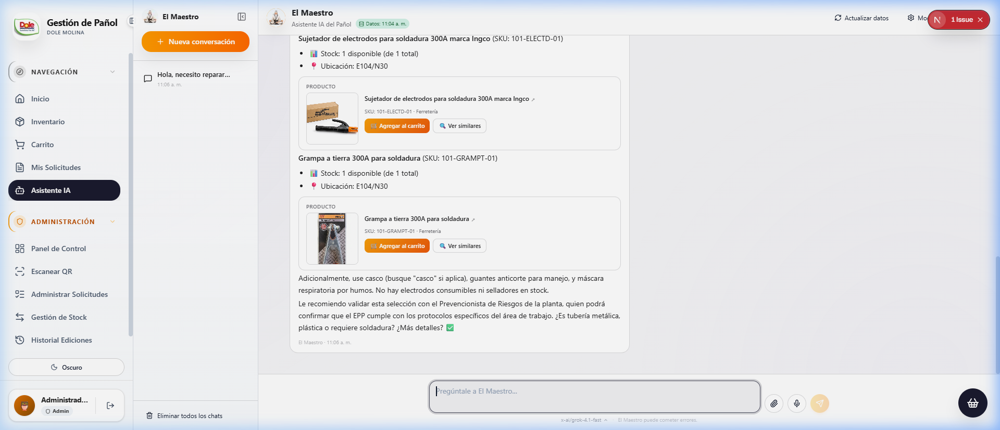 Dole
Gestión de Pañol
DOLE MOLINA
NAVEGACIÓN
Inicio
Inventario
Carrito
Mis Solicitudes
Asistente IA
ADMINISTRACIÓN
Panel de Control
Escanear QR
Administrar Solicitudes
Gestión de Stock
Historial Ediciones
Oscuro
Administrad...
Admin
El Maestro
+ Nueva conversación
Hola, necesito reparar...
11:06 a. m.
Eliminar todos los chats
El Maestro
Asistente IA del Pañol
Datos: 11:04 a. m.
Actualizar datos
N 1 Issue
Sujetador de electrodos para soldadura 300A marca Ingco (SKU: 101-ELECTD-01)
• 📊 Stock: 1 disponible (de 1 total)
• 📍 Ubicación: E104/N30
PRODUCTO
Sujetador de electrodos para soldadura 300A marca Ingco ↗
SKU: 101-ELECTD-01 · Ferretería
🛒 Agregar al carrito
🔍 Ver similares
Grampa a tierra 300A para soldadura (SKU: 101-GRAMPT-01)
• 📊 Stock: 1 disponible (de 1 total)
• 📍 Ubicación: E104/N30
PRODUCTO
Grampa a tierra 300A para soldadura ↗
SKU: 101-GRAMPT-01 · Ferretería
🛒 Agregar al carrito
🔍 Ver similares
Adicionalmente, use casco (busque "casco" si aplica), guantes anticorte para manejo, y máscara
respiratoria por humos. No hay electrodos consumibles ni selladores en stock.
Le recomiendo validar esta selección con el Prevencionista de Riesgos de la planta, quien podrá
confirmar que el EPP cumple con los protocolos específicos del área de trabajo. ¿Es tubería metálica,
plástica o requiere soldadura? ¿Más detalles? ✅
El Maestro · 11:06 a. m.
Pregúntale a El Maestro...
x-ai/grok-4.1-fast · El Maestro puede cometer errores.